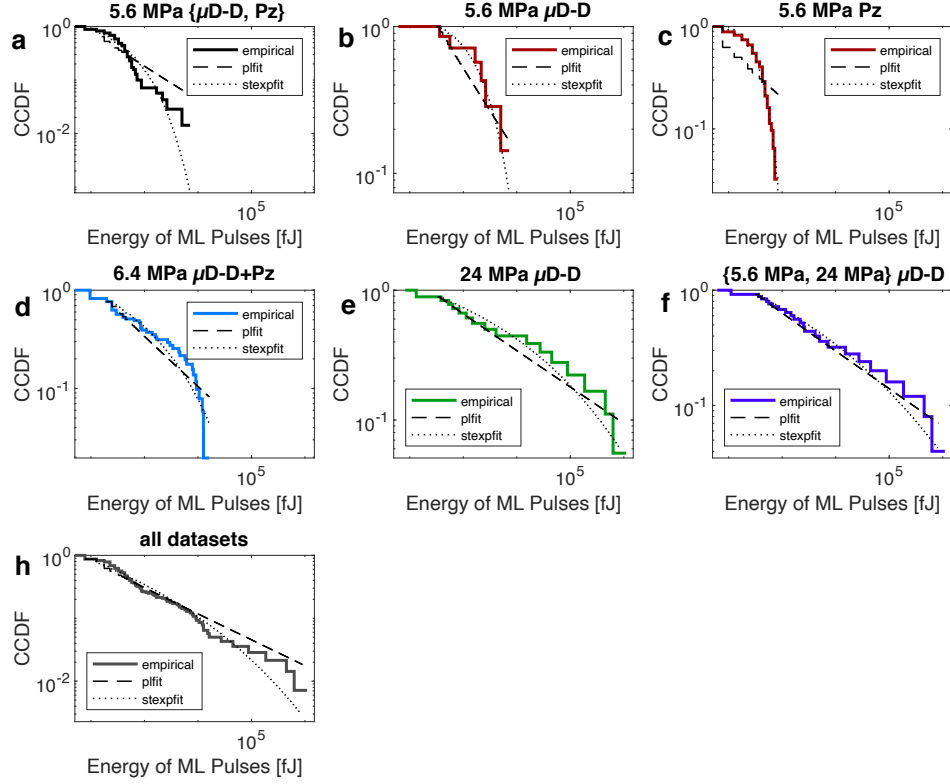 5.6 MPa {µD-D, Pz}
a
10^0
10^-2
CCDF
empirical
plfit
stexpfit
10^5
Energy of ML Pulses [fJ]
5.6 MPa µD-D
b
10^0
10^-1
CCDF
empirical
plfit
stexpfit
10^5
Energy of ML Pulses [fJ]
5.6 MPa Pz
c
10^0
10^-1
CCDF
empirical
plfit
stexpfit
10^5
Energy of ML Pulses [fJ]
6.4 MPa µD-D+Pz
d
10^0
10^-1
CCDF
empirical
plfit
stexpfit
10^5
Energy of ML Pulses [fJ]
24 MPa µD-D
e
10^0
10^-1
CCDF
empirical
plfit
stexpfit
10^5
Energy of ML Pulses [fJ]
{5.6 MPa, 24 MPa} µD-D
f
10^0
10^-1
CCDF
empirical
plfit
stexpfit
10^5
Energy of ML Pulses [fJ]
all datasets
h
10^0
10^-2
CCDF
empirical
plfit
stexpfit
10^5
Energy of ML Pulses [fJ]